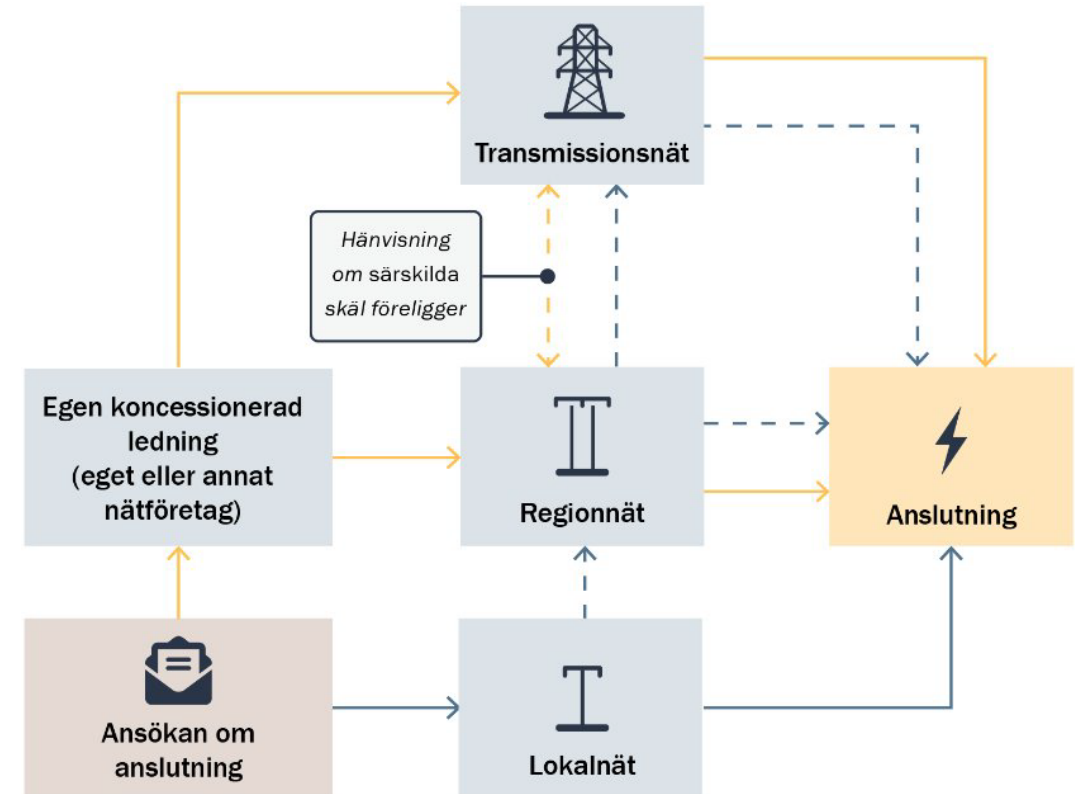 Transmissionsnät
Hänvisning
om särskilda
skäl föreligger
Egen koncessionerad
ledning
(eget eller annat
nätföretag)
Regionnät
Anslutning
Ansökan om
anslutning
Lokalnät